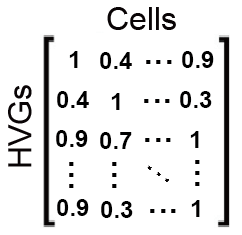 Cells
HVGs
1 0.4 ⋯ 0.9
0.4 1 ⋯ 0.3
0.9 0.7 ⋯ 1
⋮ ⋮ ⋱ ⋮
0.9 0.3 ⋯ 1